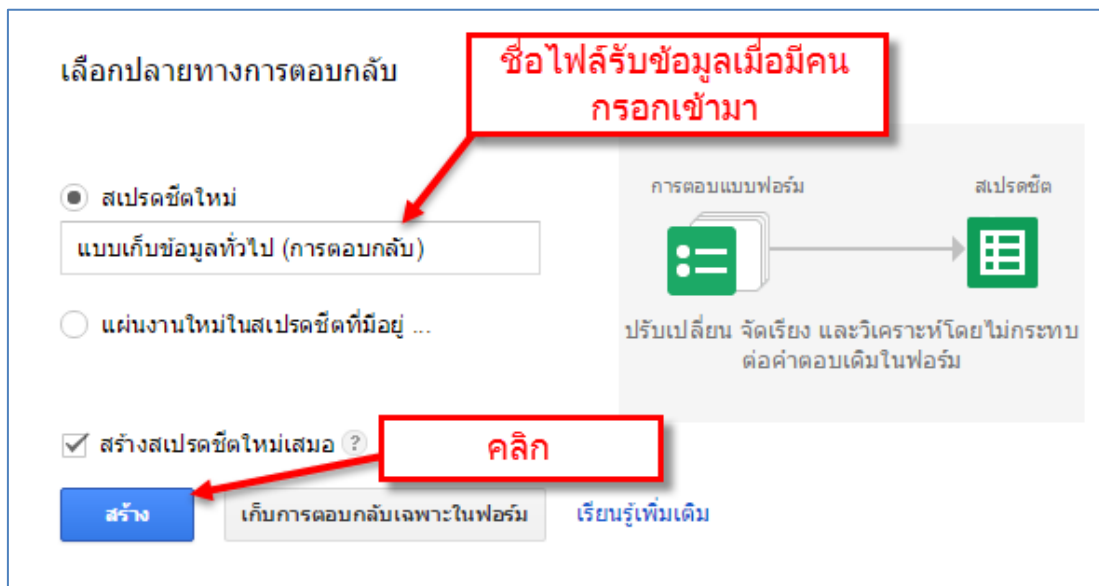 เลือกปลายทางการตอบกลับ
ชื่อไฟล์รับข้อมูลเมื่อมีคน
กรอกเข้ามา
สเปรดชีตใหม่
แบบเก็บข้อมูลทั่วไป (การตอบกลับ)
แผ่นงานใหม่ในสเปรดชีตที่มีอยู่ ...
การตอบแบบฟอร์ม
สเปรดชีต
ปรับเปลี่ยน จัดเรียง และวิเคราะห์โดยไม่กระทบ
ต่อคำตอบเดิมในฟอร์ม
สร้างสเปรดชีตใหม่เสมอ ?
คลิก
สร้าง
เก็บการตอบกลับเฉพาะในฟอร์ม
เรียนรู้เพิ่มเติม